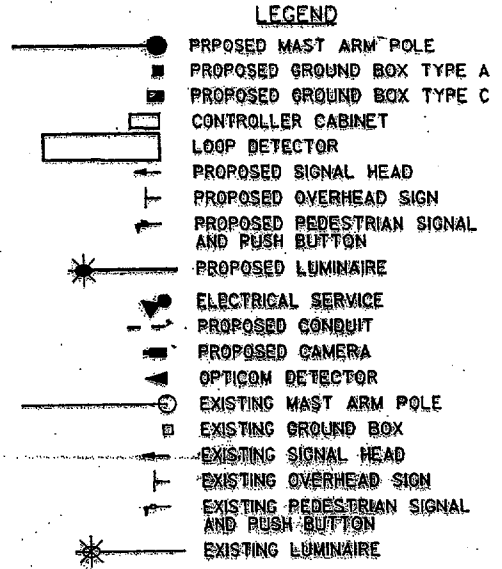 LEGEND
PRPOSED MAST ARM POLE
PROPOSED GROUND BOX TYPE A
PROPOSED GROUND BOX TYPE C
CONTROLLER CABINET
LOOP DETECTOR
PROPOSED SIGNAL HEAD
PROPOSED OVERHEAD SIGN
PROPOSED PEDESTRIAN SIGNAL
AND PUSH BUTTON
PROPOSED LUMINAIRE
ELECTRICAL SERVICE
PROPOSED CONDUIT
PROPOSED CAMERA
OPTICOM DETECTOR
EXISTING MAST ARM POLE
EXISTING GROUND BOX
EXISTING SIGNAL HEAD
EXISTING OVERHEAD SIGN
EXISTING PEDESTRIAN SIGNAL
AND PUSH BUTTON
EXISTING LUMINAIRE